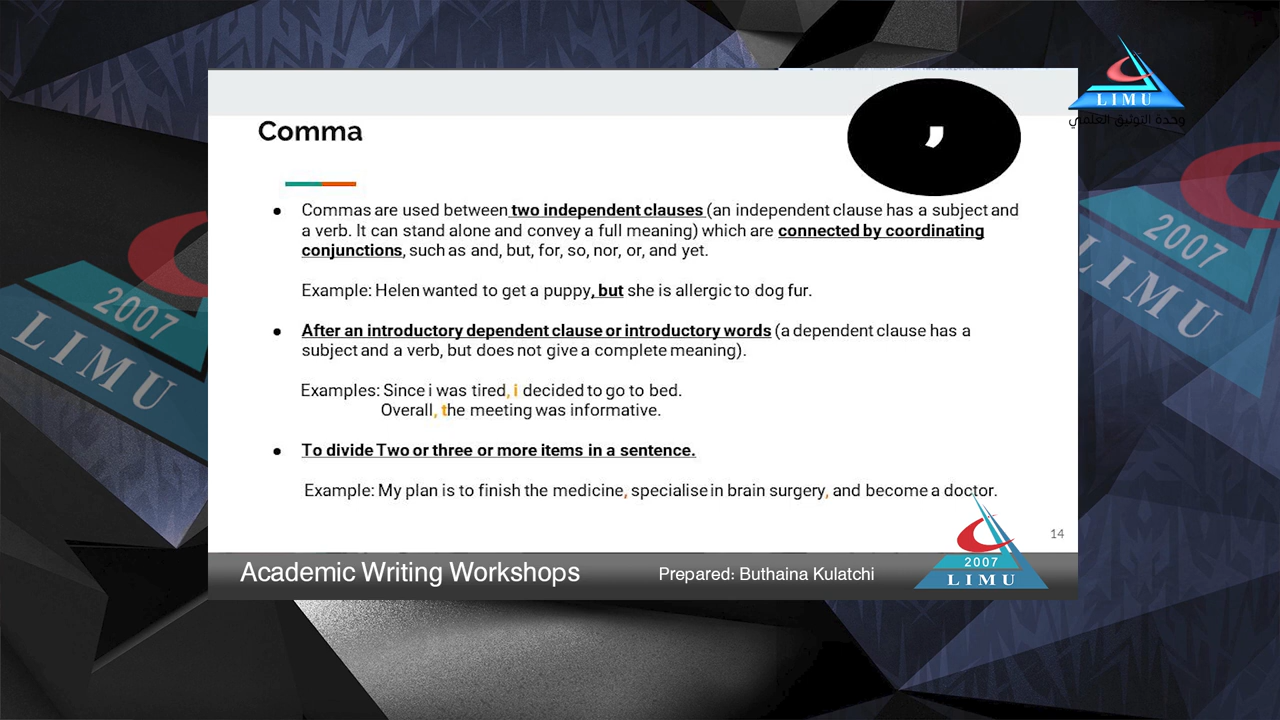 LIMU
وحدة التوثيق العلمي
Comma
,
Commas are used between two independent clauses (an independent clause has a subject and
a verb. It can stand alone and convey a full meaning) which are connected by coordinating
conjunctions, such as and, but, for, so, nor, or, and yet.
Example: Helen wanted to get a puppy, but she is allergic to dog fur.
After an introductory dependent clause or introductory words (a dependent clause has a
subject and a verb, but does not give a complete meaning).
Examples: Since i was tired, i decided to go to bed.
Overall, the meeting was informative.
To divide Two or three or more items in a sentence.
Example: My plan is to finish the medicine, specialise in brain surgery, and become a doctor.
14
Academic Writing Workshops
Prepared: Buthaina Kulatchi
2007
LIMU
2007
LIMU
2007
LIMU